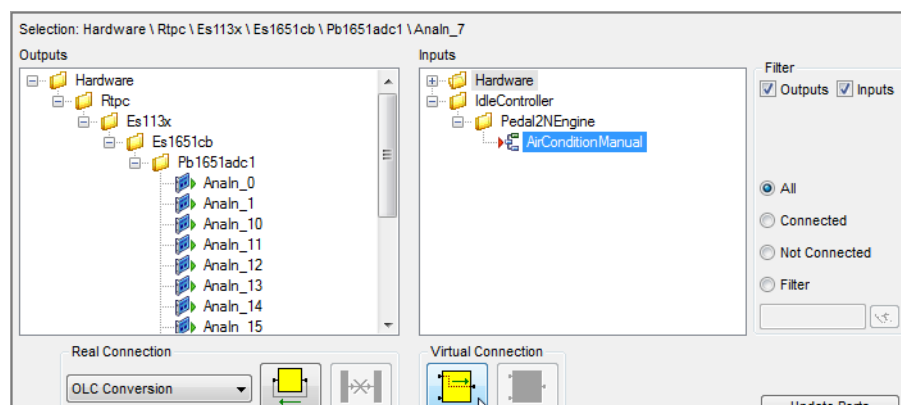 Selection: Hardware \ Rtpc \ Es113x \ Es1651cb \ Pb1651adc1 \ AnaIn_7
Outputs
Inputs
Hardware
Rtpc
Es113x
Es1651cb
Pb1651adc1
AnaIn_0
AnaIn_1
AnaIn_10
AnaIn_11
AnaIn_12
AnaIn_13
AnaIn_14
AnaIn_15
Hardware
IdleController
Pedal2NEngine
AirConditionManual
Filter
Outputs Inputs
All
Connected
Not Connected
Filter
Real Connection
OLC Conversion
Virtual Connection
Update Ports